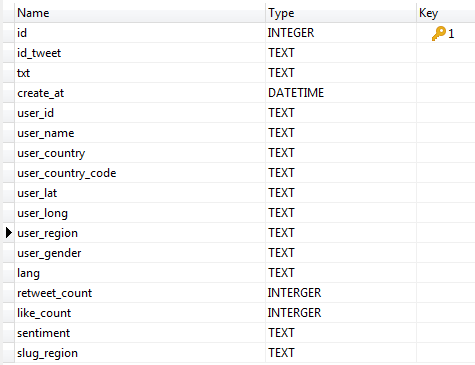 Name Type Key
id INTEGER 1
id_tweet TEXT
txt TEXT
create_at DATETIME
user_id TEXT
user_name TEXT
user_country TEXT
user_country_code TEXT
user_lat TEXT
user_long TEXT
user_region TEXT
user_gender TEXT
lang TEXT
retweet_count INTERGER
like_count INTERGER
sentiment TEXT
slug_region TEXT